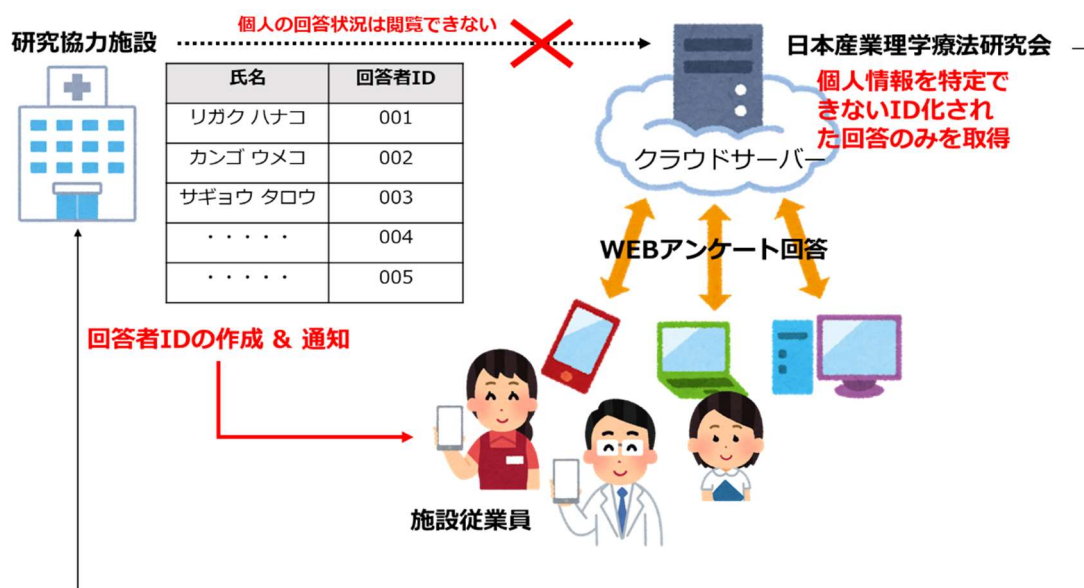 個人の回答状況は閲覧できない
研究協力施設
日本産業理学療法研究会
氏名 回答者ID
リガク ハナコ 001
カンゴ ウメコ 002
サギョウ タロウ 003
・・・・・ 004
・・・・・ 005
個人情報を特定で
きないID化され
た回答のみを取得
クラウドサーバー
WEBアンケート回答
回答者IDの作成 & 通知
施設従業員